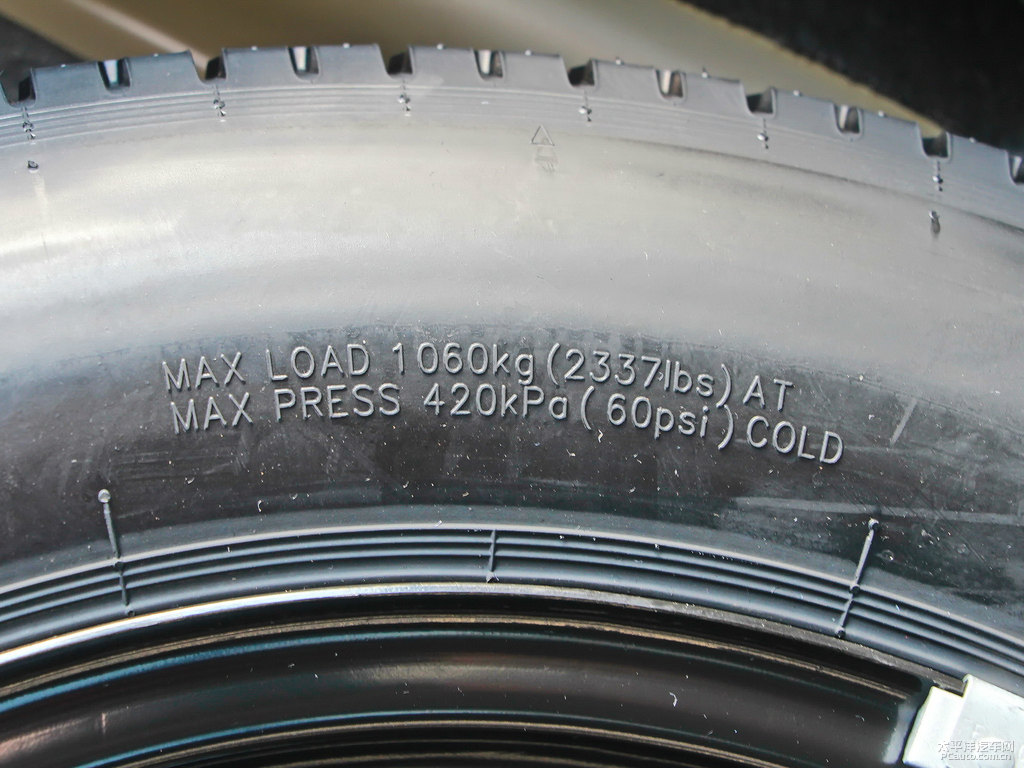 MAX LOAD 1060kg (2337lbs) AT
MAX PRESS 420kPa (60psi) COLD
太平洋汽车网
PCauto.com.cn